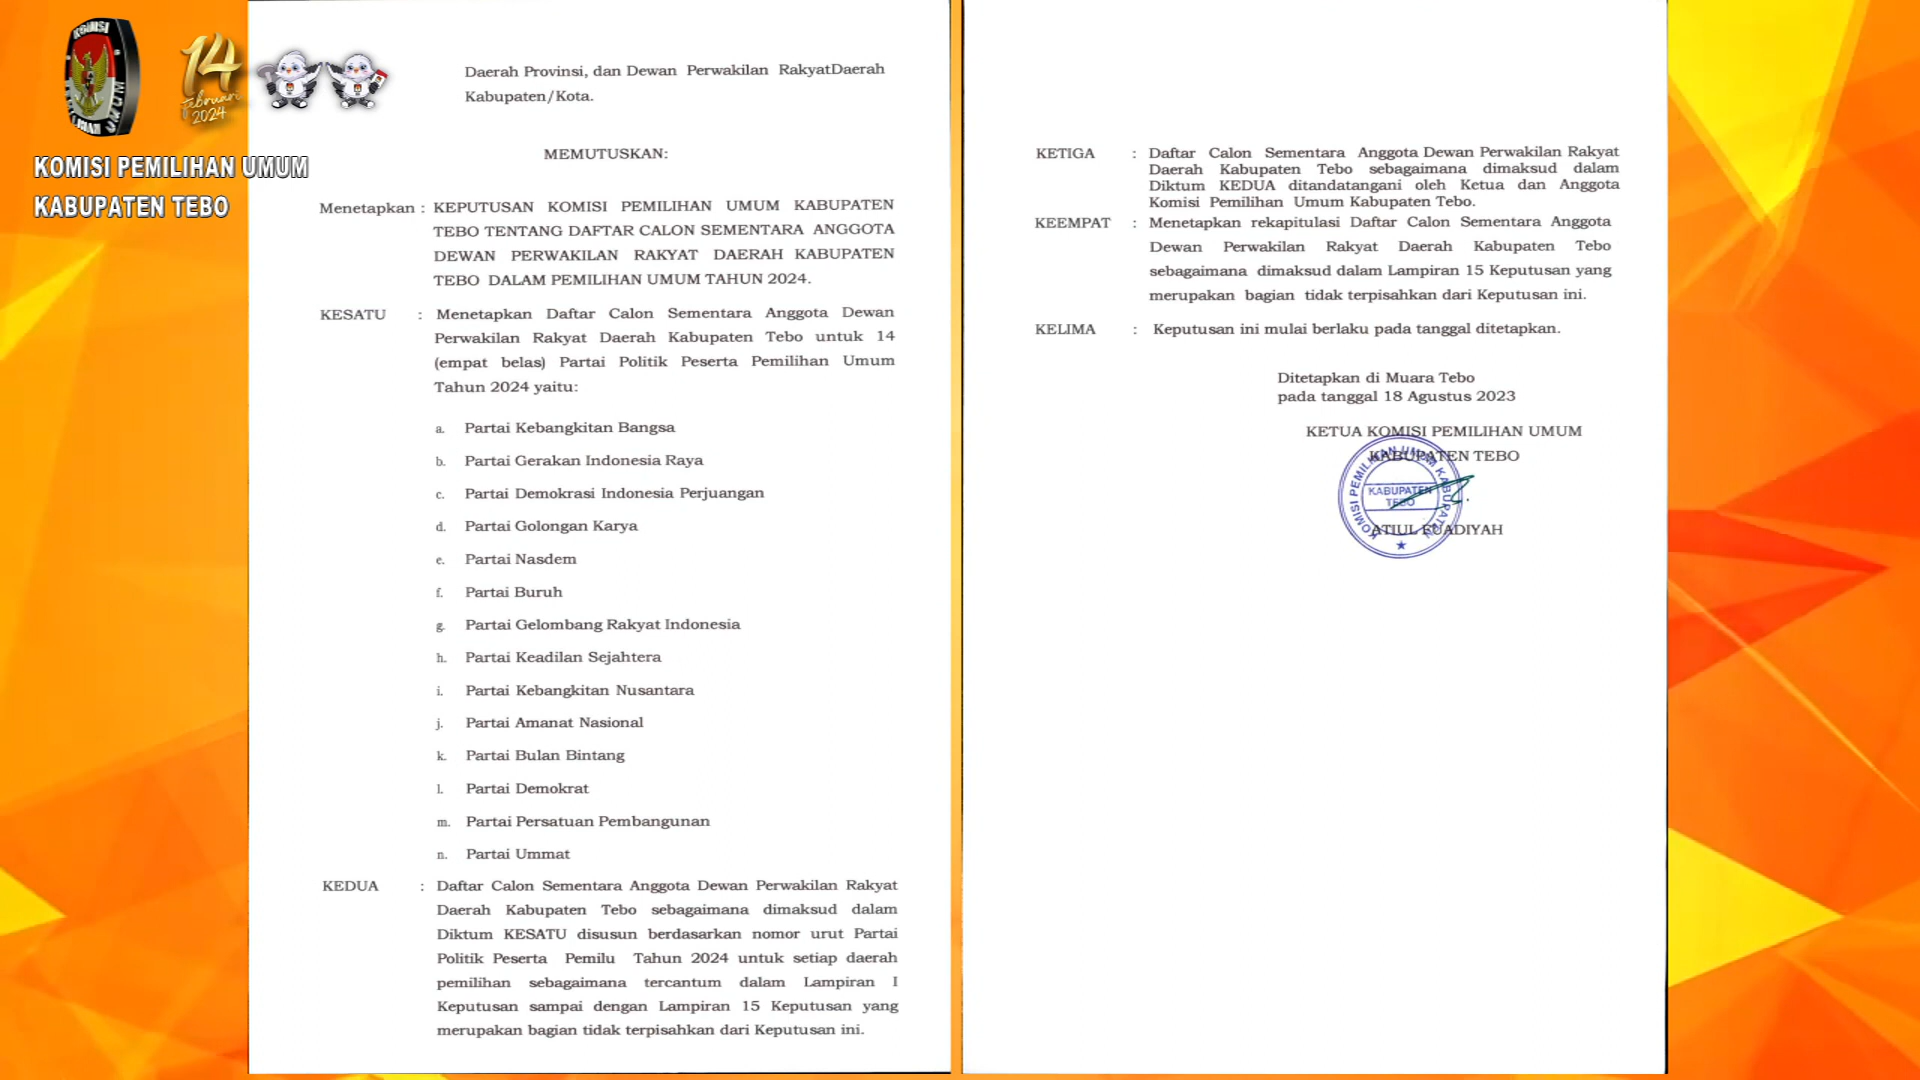 KOMISI
PEMILIHAN UMUM
14
Februari
2024
KOMISI PEMILIHAN UMUM
KABUPATEN TEBO
Daerah Provinsi, dan Dewan Perwakilan RakyatDaerah
Kabupaten/Kota.
MEMUTUSKAN:
Menetapkan : KEPUTUSAN KOMISI PEMILIHAN UMUM KABUPATEN
TEBO TENTANG DAFTAR CALON SEMENTARA ANGGOTA
DEWAN PERWAKILAN RAKYAT DAERAH KABUPATEN
TEBO DALAM PEMILIHAN UMUM TAHUN 2024.
KESATU : Menetapkan Daftar Calon Sementara Anggota Dewan
Perwakilan Rakyat Daerah Kabupaten Tebo untuk 14
(empat belas) Partai Politik Peserta Pemilihan Umum
Tahun 2024 yaitu:
a. Partai Kebangkitan Bangsa
b. Partai Gerakan Indonesia Raya
c. Partai Demokrasi Indonesia Perjuangan
d. Partai Golongan Karya
e. Partai Nasdem
f. Partai Buruh
g. Partai Gelombang Rakyat Indonesia
h. Partai Keadilan Sejahtera
i. Partai Kebangkitan Nusantara
j. Partai Amanat Nasional
k. Partai Bulan Bintang
l. Partai Demokrat
m. Partai Persatuan Pembangunan
n. Partai Ummat
KEDUA : Daftar Calon Sementara Anggota Dewan Perwakilan Rakyat
Daerah Kabupaten Tebo sebagaimana dimaksud dalam
Diktum KESATU disusun berdasarkan nomor urut Partai
Politik Peserta Pemilu Tahun 2024 untuk setiap daerah
pemilihan sebagaimana tercantum dalam Lampiran I
Keputusan sampai dengan Lampiran 15 Keputusan yang
merupakan bagian tidak terpisahkan dari Keputusan ini.
KETIGA : Daftar Calon Sementara Anggota Dewan Perwakilan Rakyat
Daerah Kabupaten Tebo sebagaimana dimaksud dalam
Diktum KEDUA ditandatangani oleh Ketua dan Anggota
Komisi Pemilihan Umum Kabupaten Tebo.
KEEMPAT : Menetapkan rekapitulasi Daftar Calon Sementara Anggota
Dewan Perwakilan Rakyat Daerah Kabupaten Tebo
sebagaimana dimaksud dalam Lampiran 15 Keputusan yang
merupakan bagian tidak terpisahkan dari Keputusan ini.
KELIMA : Keputusan ini mulai berlaku pada tanggal ditetapkan.
Ditetapkan di Muara Tebo
pada tanggal 18 Agustus 2023
KETUA KOMISI PEMILIHAN UMUM
KABUPATEN TEBO
KOMISI PEMILIHAN UMUM KABUPATEN
KABUPATEN
TEBO
ATIUL FUADIYAH